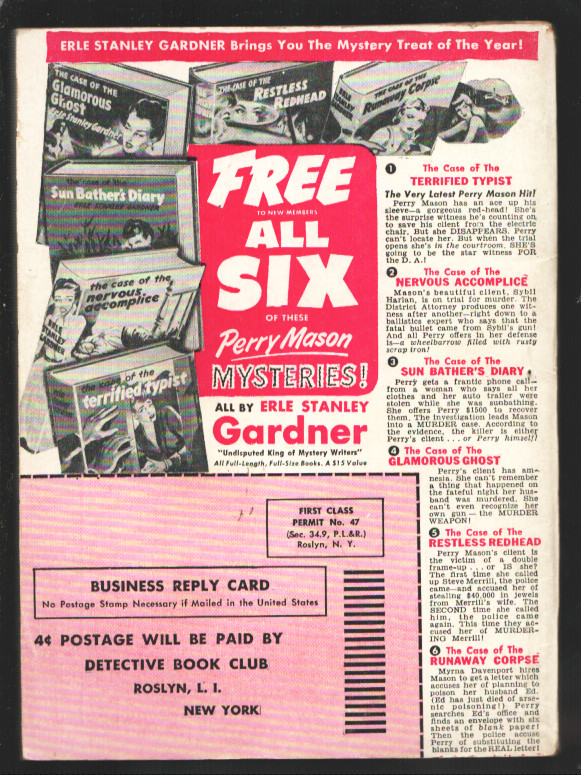 ERLE STANLEY GARDNER Brings You The Mystery Treat of The Year!
THE CASE OF THE
Glamorous
Ghost
Erle Stanley Gardner
THE CASE OF THE
RESTLESS
REDHEAD
THE CASE OF THE
Runaway Corpse
the case of the
Sun Bather's Diary
ERLE STANLEY GARDNER
the case of the
nervous
accomplice
ERLE
STANLEY
GARDNER
the case of the
terrified typist
FREE
TO NEW MEMBERS
ALL
SIX
OF THESE
Perry Mason
MYSTERIES!
ALL BY ERLE STANLEY
Gardner
"Undisputed King of Mystery Writers"
All Full-Length, Full-Size Books. A $15 Value
1 The Case of The
TERRIFIED TYPIST
The Very Latest Perry Mason Hit!
Perry Mason has an ace up his
sleeve—a gorgeous red-head! She's
the surprise witness he's counting on
to save his client from the electric
chair. But she DISAPPEARS. Perry
can't locate her. But when the trial
opens she's in the courtroom. SHE'S
going to be the star witness FOR
the D. A.!
2 The Case of The
NERVOUS ACCOMPLICE
Mason's beautiful client, Sybil
Harlan, is on trial for murder. The
District Attorney produces one wit-
ness after another—right down to a
ballistics expert who says that the
fatal bullet came from Sybil's gun!
And all Perry offers in her defense
is—a wheelbarrow filled with rusty
scrap iron!
3 The Case of The
SUN BATHER'S DIARY
Perry gets a frantic phone call—
from a woman who says all her
clothes and her auto trailer were
stolen while she was sunbathing.
She offers Perry $1500 to recover
them. The investigation leads Mason
into a MURDER case. According to
the evidence, the killer is either
Perry's client . . . or Perry himself!
4 The Case of The
GLAMOROUS GHOST
Perry's client has am-
nesia. She can't remember
a thing that happened on
the fateful night her hus-
band was murdered. She
can't even recognize her
own gun — the MURDER
WEAPON!
5 The Case of The
RESTLESS REDHEAD
Perry Mason's client is
the victim of a double
frame-up . . . or IS she?
The first time she called
up Steve Merrill, the police
came—and accused her of
stealing $40,000 in jewels
from Merrill's wife. The
SECOND time she called
him, the police came
again. This time they ac-
cused her of MURDER-
ING Merrill!
6 The Case of The
RUNAWAY CORPSE
Myrna Davenport hires
Mason to get a letter which
accuses her of planning to
poison her husband Ed.
(Ed has just died of arse-
nic poisoning!) Perry
searches Ed's office and
finds an envelope with six
sheets of blank paper!
Then the police accuse
Perry of substituting the
blanks for the REAL letter!
FIRST CLASS
PERMIT No. 47
(Sec. 34.9, P.L.&R.)
Roslyn, N. Y.
BUSINESS REPLY CARD
No Postage Stamp Necessary if Mailed in the United States
4¢ POSTAGE WILL BE PAID BY
DETECTIVE BOOK CLUB
ROSLYN, L. I.
NEW YORK